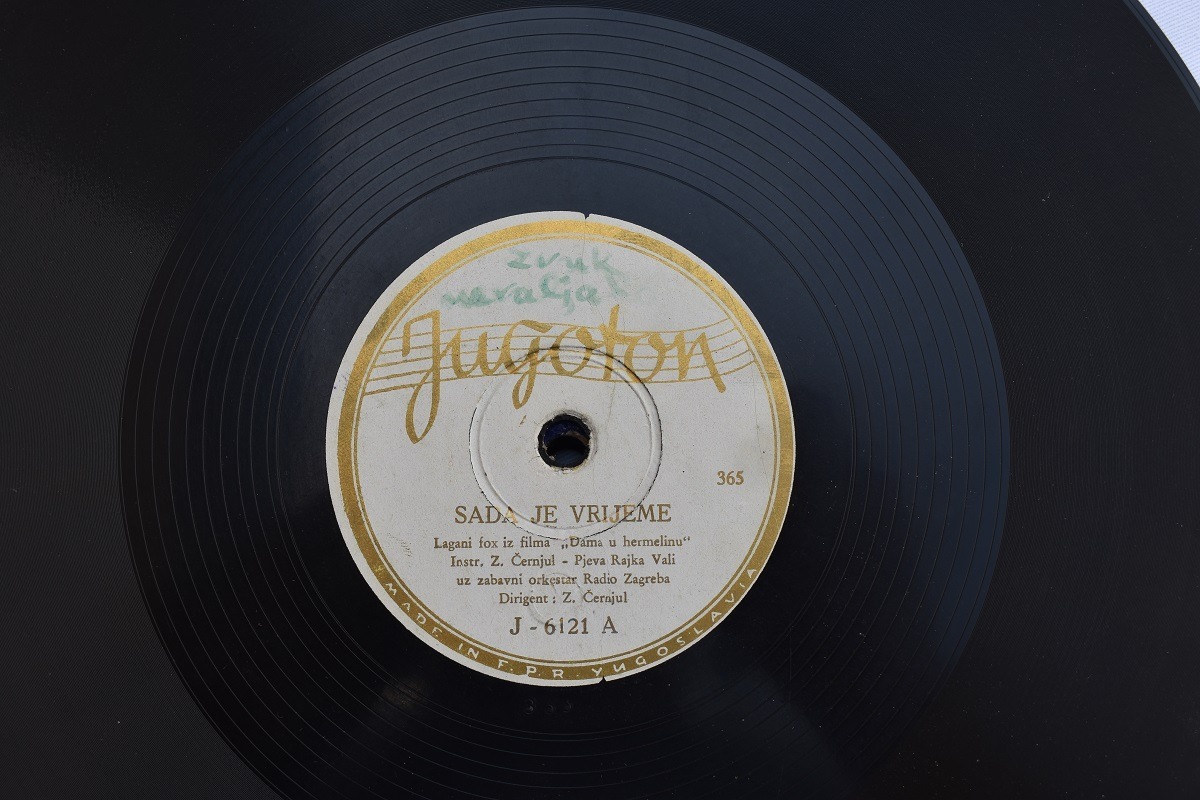 zvuk
nevalja
Jugoton
365
SADA JE VRIJEME
Lagani fox iz filma „Dama u hermelinu“
Instr. Z. Černjul - Pjeva Rajka Vali
uz zabavni orkestar Radio Zagreba
Dirigent : Z. Černjul
J - 6121 A
MADE IN F.P.R. YUGOSLAVIA